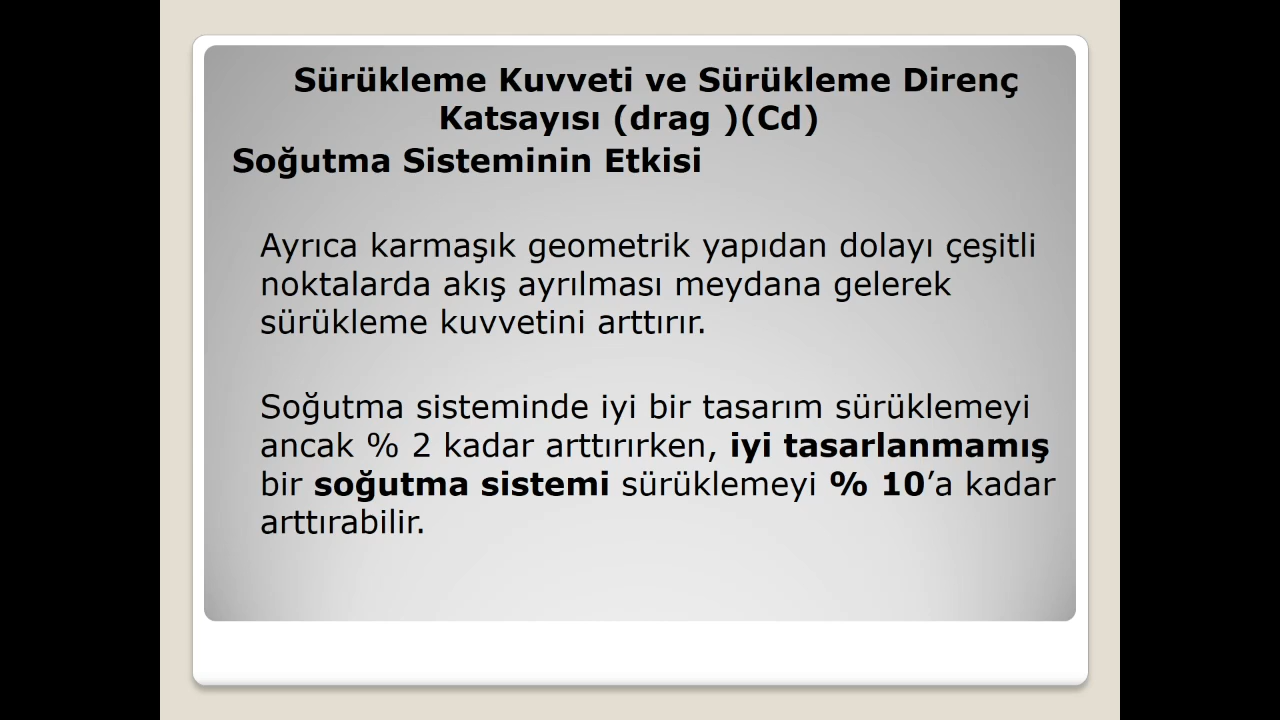 Sürükleme Kuvveti ve Sürükleme Direnç
Katsayısı (drag )(Cd)
Soğutma Sisteminin Etkisi
Ayrıca karmaşık geometrik yapıdan dolayı çeşitli
noktalarda akış ayrılması meydana gelerek
sürükleme kuvvetini arttırır.
Soğutma sisteminde iyi bir tasarım sürüklemeyi
ancak % 2 kadar arttırırken, iyi tasarlanmamış
bir soğutma sistemi sürüklemeyi % 10’a kadar
arttırabilir.